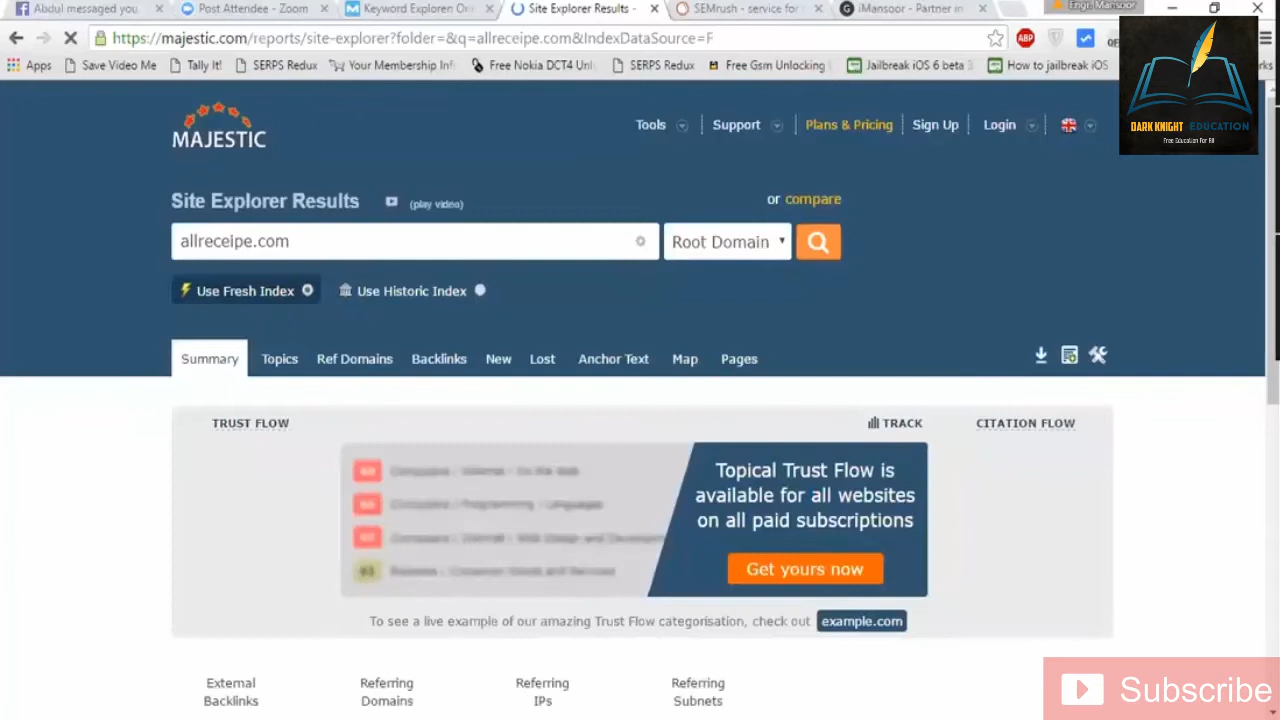 Abdul messaged you
Post Attendee - Zoom
Keyword Explorer On
Site Explorer Results -
SEMrush - service for
iMansoor - Partner in
Engr. Mansoor
https://majestic.com/reports/site-explorer?folder=&q=allreceipe.com&IndexDataSource=F
ABP
Apps
Save Video Me
Tally It!
SERPS Redux
Your Membership Inf
Free Nokia DCT4 Unl
SERPS Redux
Free Gsm Unlocking
Jailbreak iOS 6 beta 3
How to jailbreak iOS
DARK KNIGHT EDUCATION
Free Education For All
MAJESTIC
Tools
Support
Plans & Pricing
Sign Up
Login
Site Explorer Results
(play video)
or compare
allreceipe.com
Root Domain
Use Fresh Index
Use Historic Index
Summary
Topics
Ref Domains
Backlinks
New
Lost
Anchor Text
Map
Pages
TRUST FLOW
TRACK
CITATION FLOW
Topical Trust Flow is
available for all websites
on all paid subscriptions
Get yours now
To see a live example of our amazing Trust Flow categorisation, check out example.com
External
Backlinks
Referring
Domains
Referring
IPs
Referring
Subnets
Subscribe